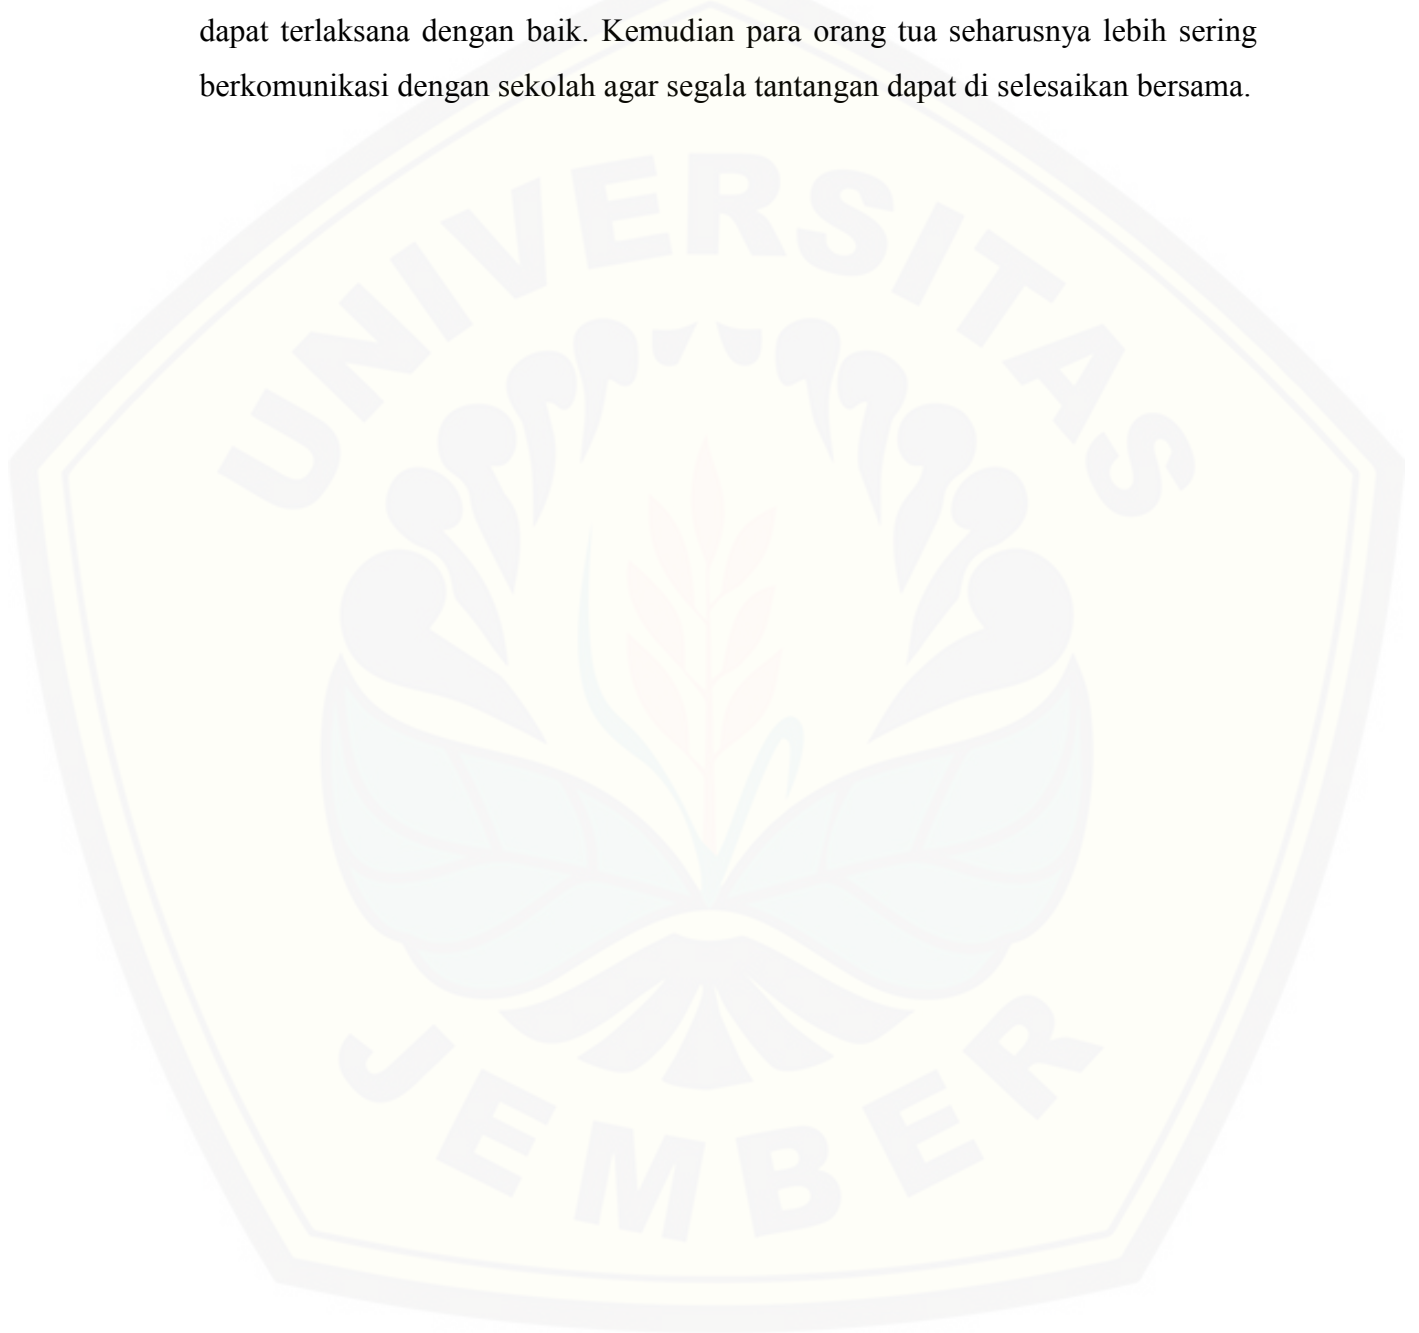 dapat terlaksana dengan baik. Kemudian para orang tua seharusnya lebih sering
berkomunikasi dengan sekolah agar segala tantangan dapat di selesaikan bersama.
UNIVERSITAS
JEMBER